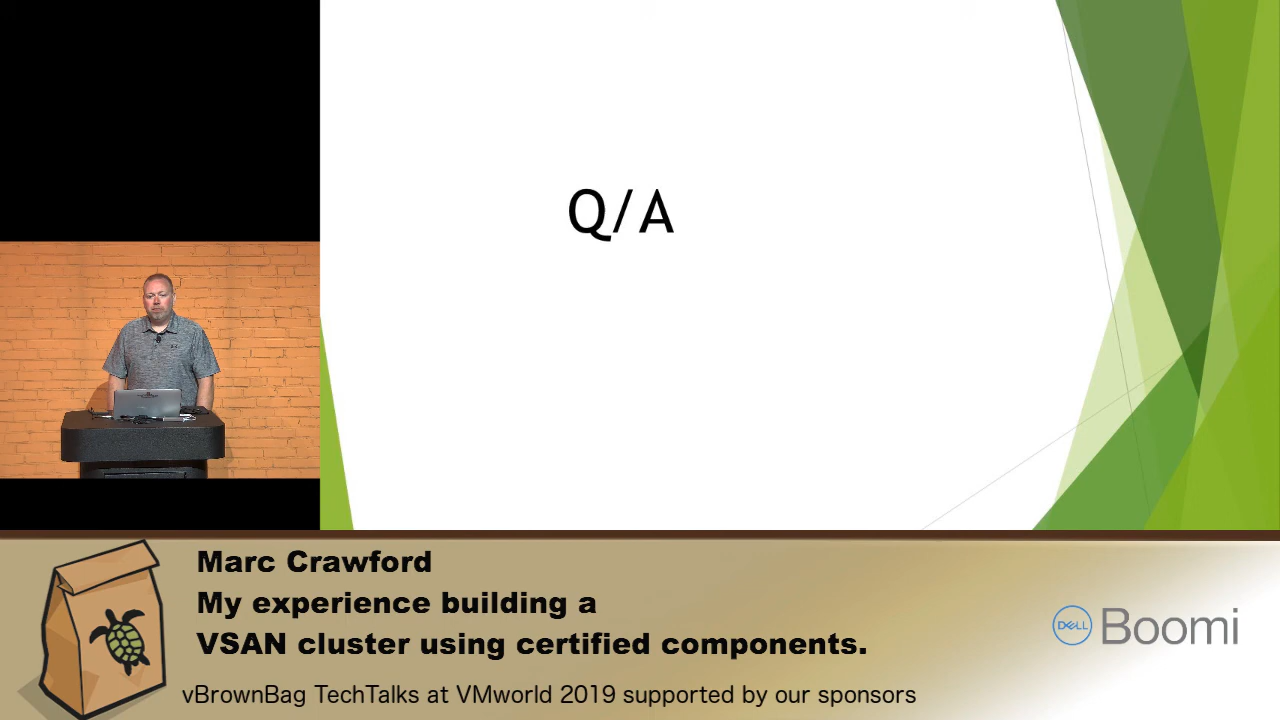 Q/A
Marc Crawford
My experience building a
VSAN cluster using certified components.
DELL Boomi
vBrownBag TechTalks at VMworld 2019 supported by our sponsors